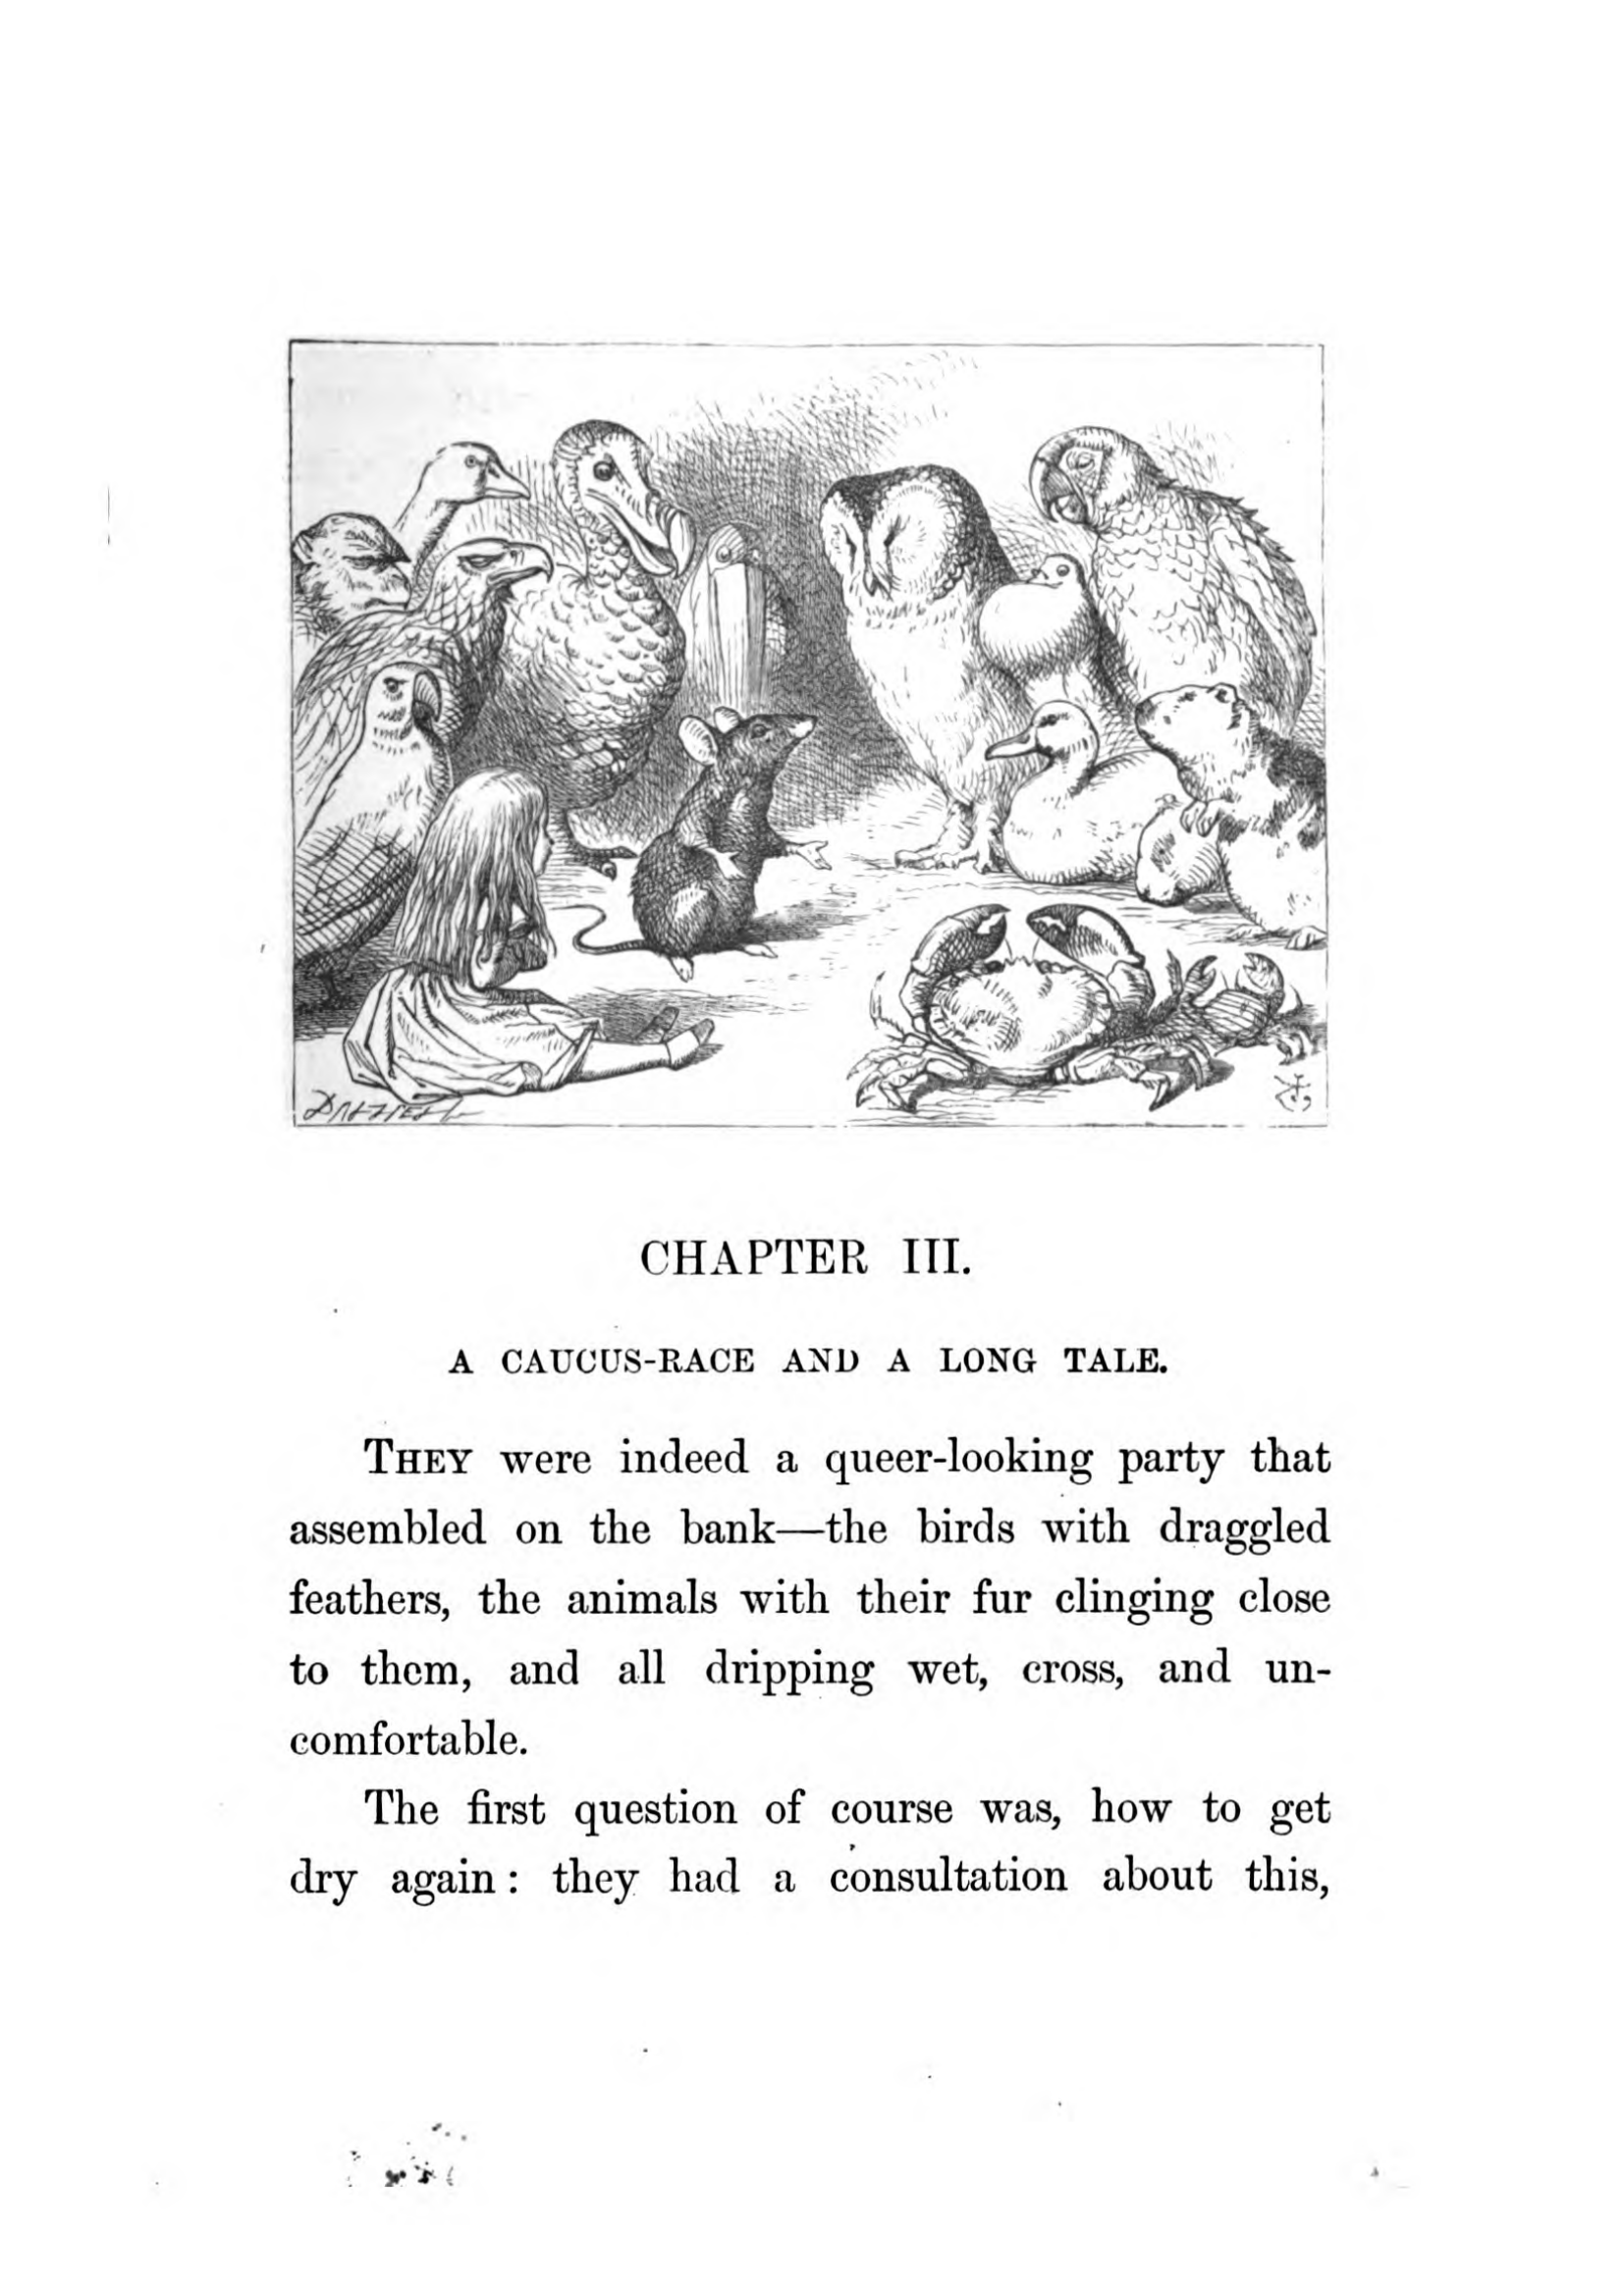 DALZIEL
CHAPTER III.
A CAUCUS-RACE AND A LONG TALE.
THEY were indeed a queer-looking party that
assembled on the bank—the birds with draggled
feathers, the animals with their fur clinging close
to them, and all dripping wet, cross, and un-
comfortable.
The first question of course was, how to get
dry again: they had a consultation about this,